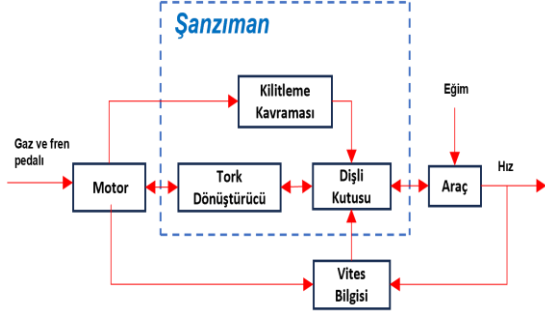 Şanzıman
Kilitleme
Kavraması
Eğim
Gaz ve fren
pedalı
Motor
Tork
Dönüştürücü
Dişli
Kutusu
Araç
Hız
Vites
Bilgisi